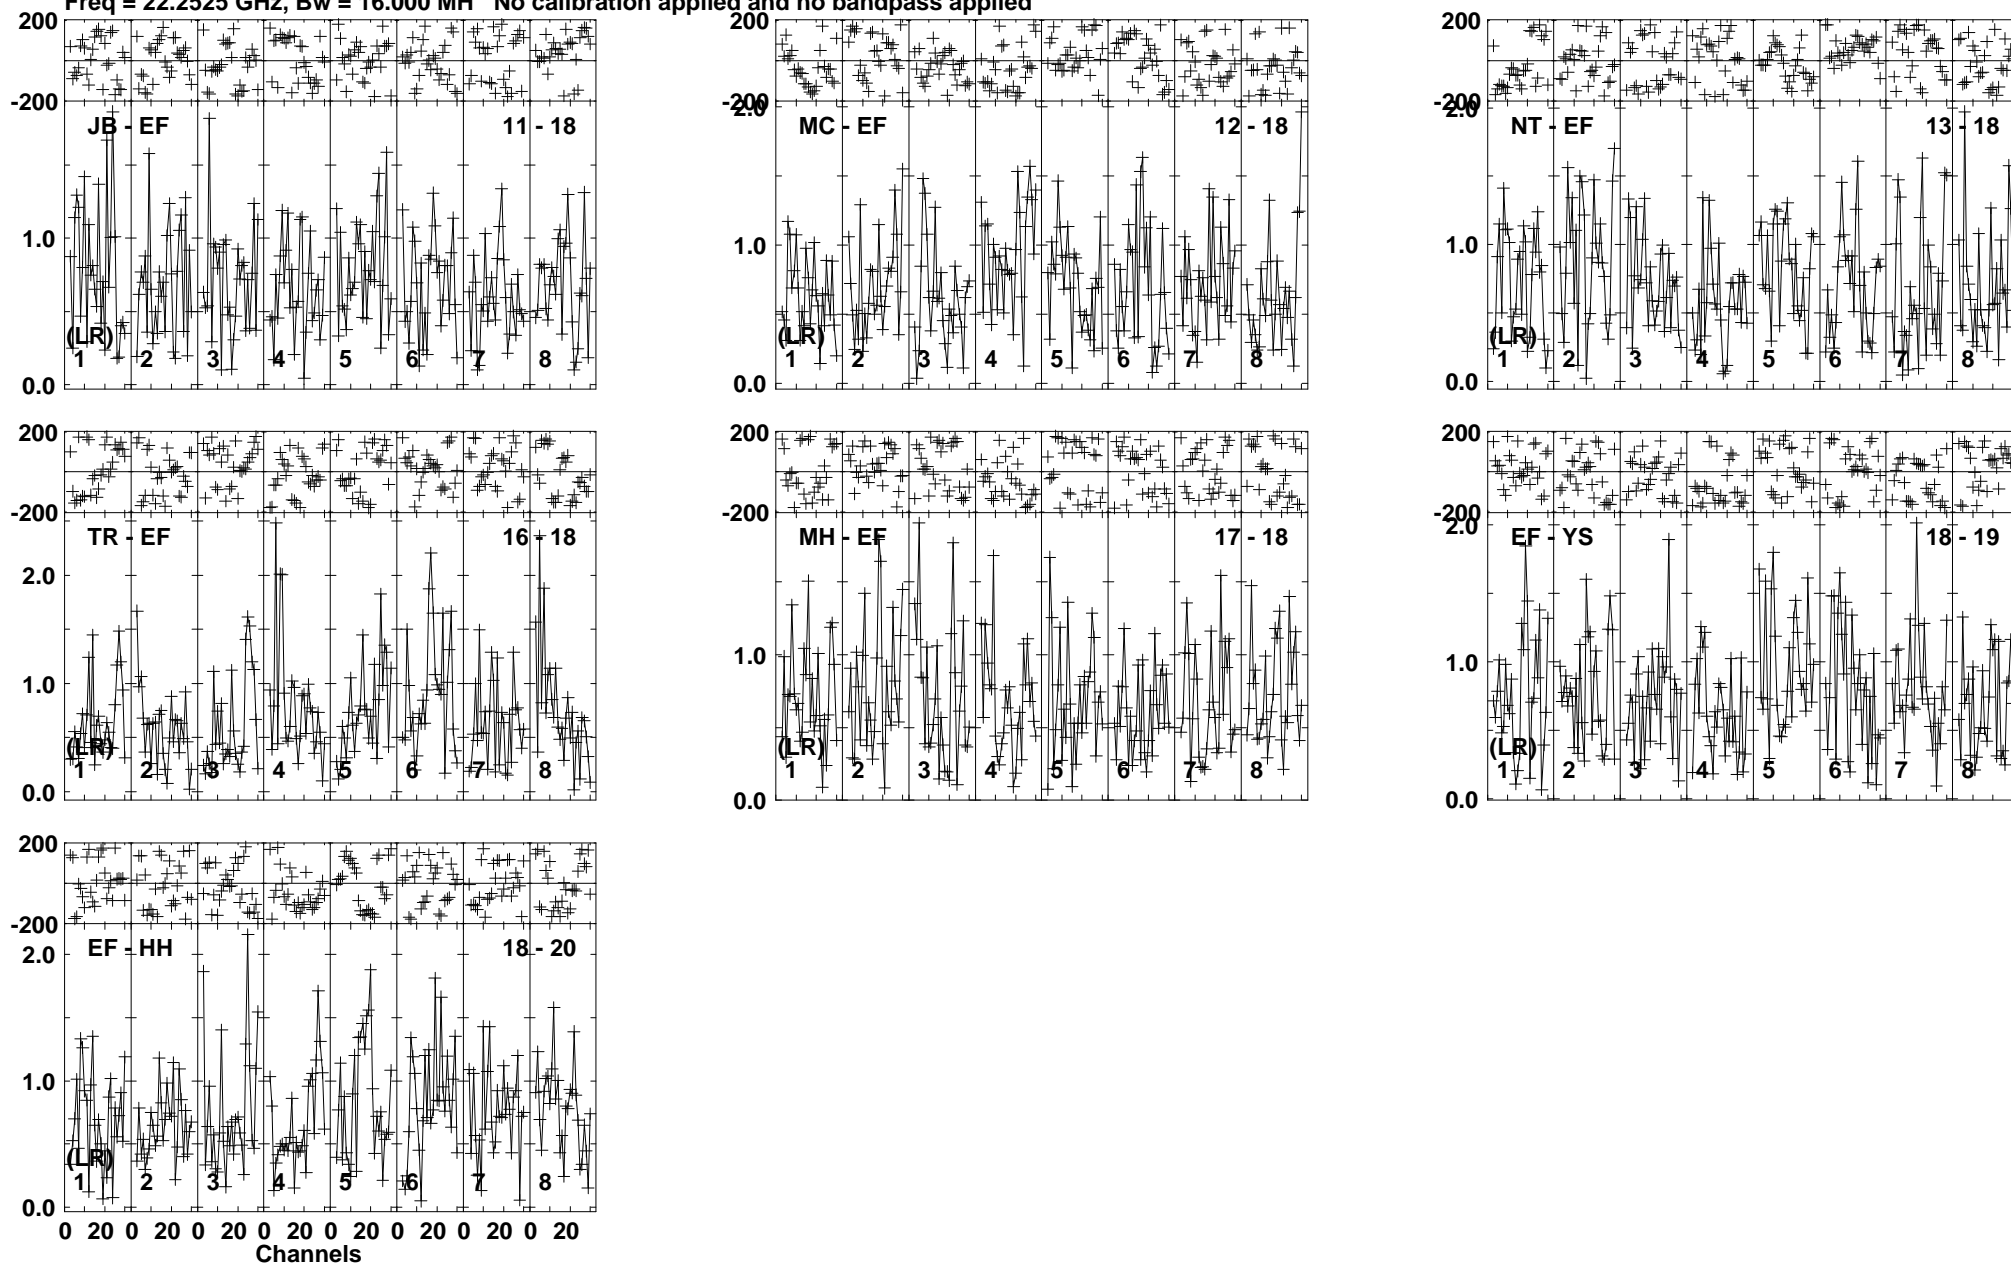 Freq = 22.2525 GHz, Bw = 16.000 MH No calibration applied and no bandpass applied
200 200 200
-200 -200 -200
2.0 2.0
JB - EF 11 - 18 MC - EF 12 - 18 NT - EF 13 - 18
1.0 1.0 1.0
(LR) (LR) (LR)
1 2 3 4 5 6 7 8 1 2 3 4 5 6 7 8 1 2 3 4 5 6 7 8
0.0 0.0 0.0
200 200 200
-200 -200 -200
2.0
TR - EF 16 - 18 MH - EF 17 - 18 EF - YS 18 - 19
2.0
1.0 1.0 1.0
(LR) (LR) (LR)
1 2 3 4 5 6 7 8 1 2 3 4 5 6 7 8 1 2 3 4 5 6 7 8
0.0 0.0 0.0
200
-200
EF - HH 18 - 20
2.0
1.0
(LR)
1 2 3 4 5 6 7 8
0.0
0 20 0 20 0 20 0 20 0 20 0 20 0 20 0 20
Channels